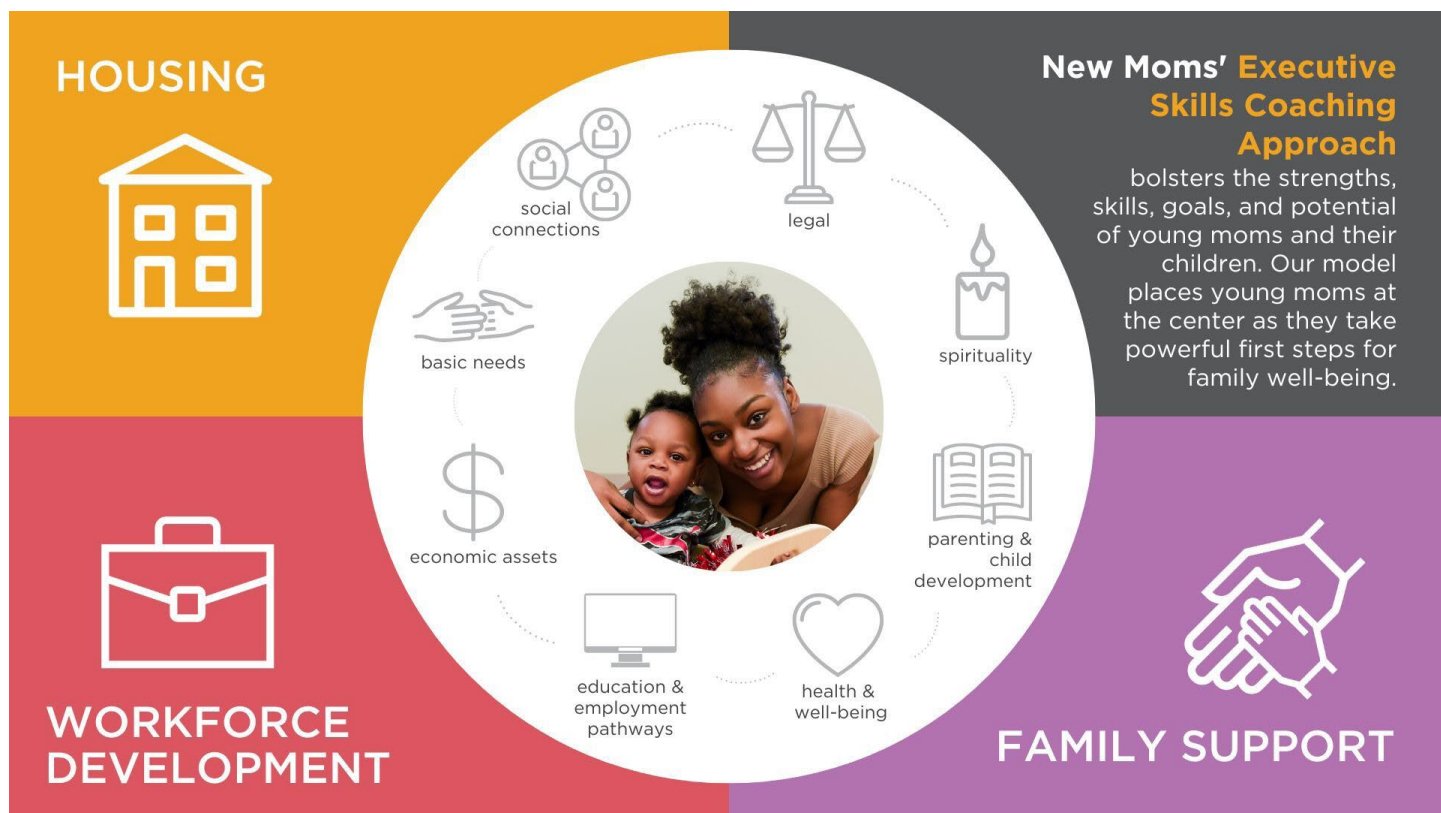 HOUSING
New Moms' Executive
Skills Coaching
Approach
bolsters the strengths,
skills, goals, and potential
of young moms and their
children. Our model
places young moms at
the center as they take
powerful first steps for
family well-being.
social
connections
legal
spirituality
basic needs
parenting &
child
development
economic assets
education &
employment
pathways
health &
well-being
WORKFORCE
DEVELOPMENT
FAMILY SUPPORT